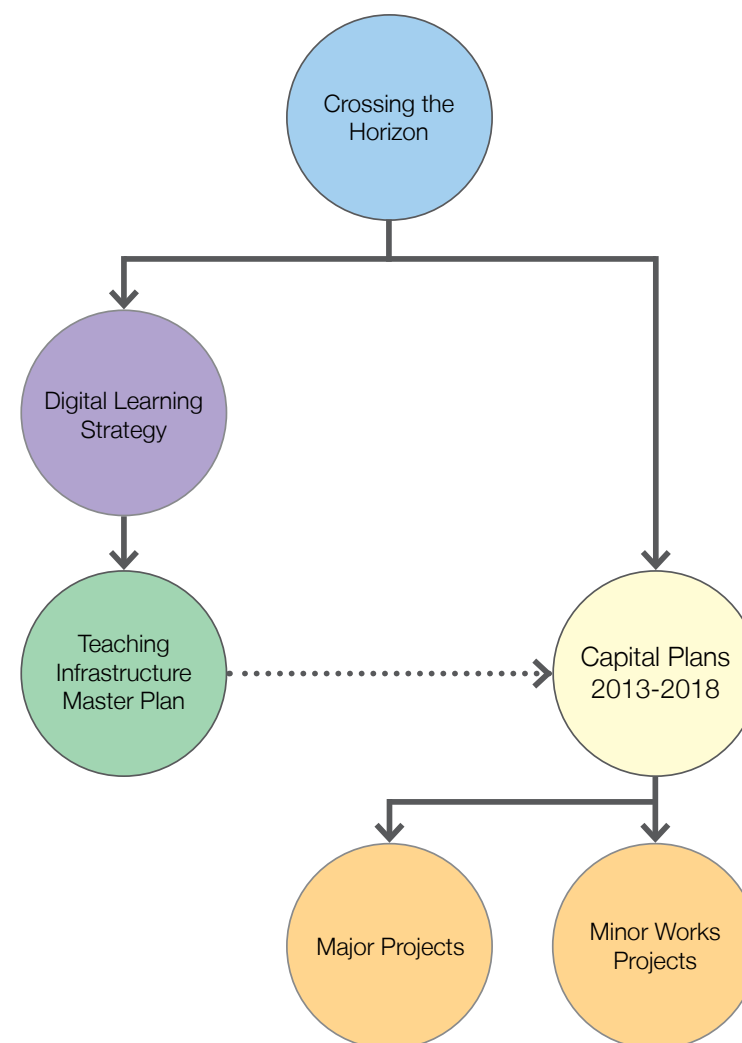 Crossing the
Horizon
Digital Learning
Strategy
Teaching
Infrastructure
Master Plan
Capital Plans
2013-2018
Major Projects
Minor Works
Projects